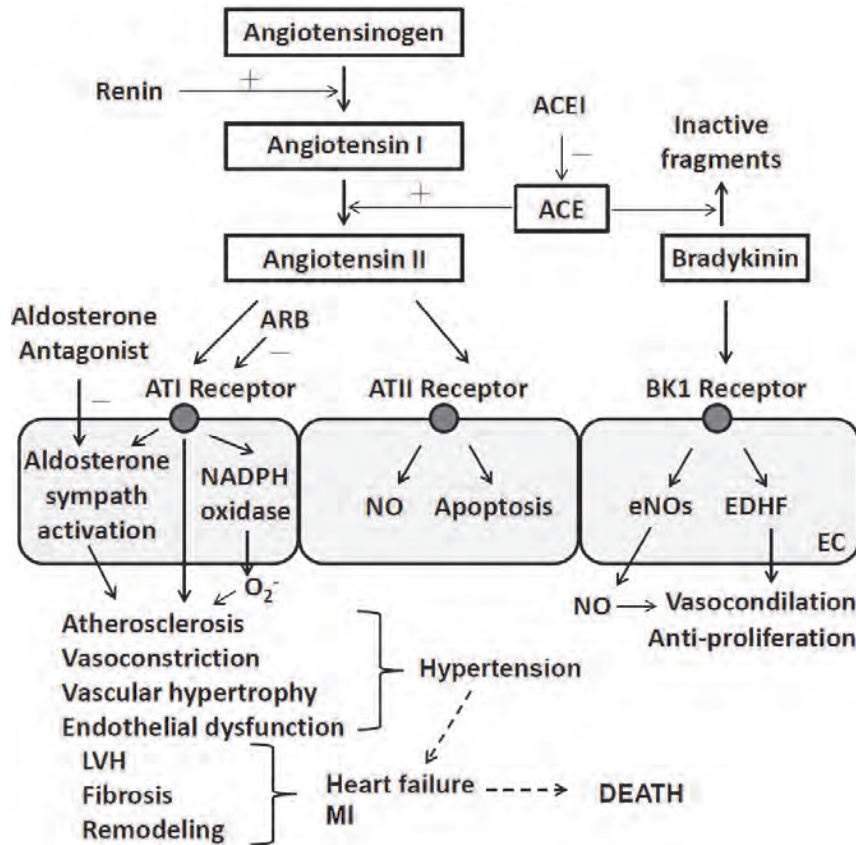 Angiotensinogen
+
Renin
Angiotensin I
ACEI
Inactive
fragments
−
+
ACE
Angiotensin II
Bradykinin
Aldosterone
Antagonist
ARB
−
−
ATI Receptor
ATII Receptor
BK1 Receptor
Aldosterone
sympath
activation
NADPH
oxidase
NO
Apoptosis
eNOs
EDHF
EC
O₂⁻
NO
Vasocondilation
Anti-proliferation
Atherosclerosis
Vasoconstriction
Vascular hypertrophy
Endothelial dysfunction
Hypertension
LVH
Fibrosis
Remodeling
Heart failure
MI
DEATH